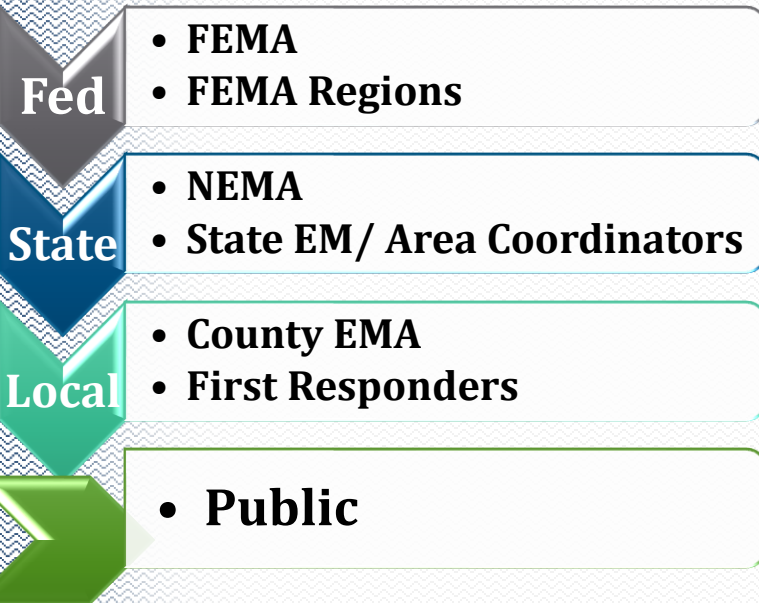 Fed
• FEMA
• FEMA Regions
State
• NEMA
• State EM/ Area Coordinators
Local
• County EMA
• First Responders
• Public